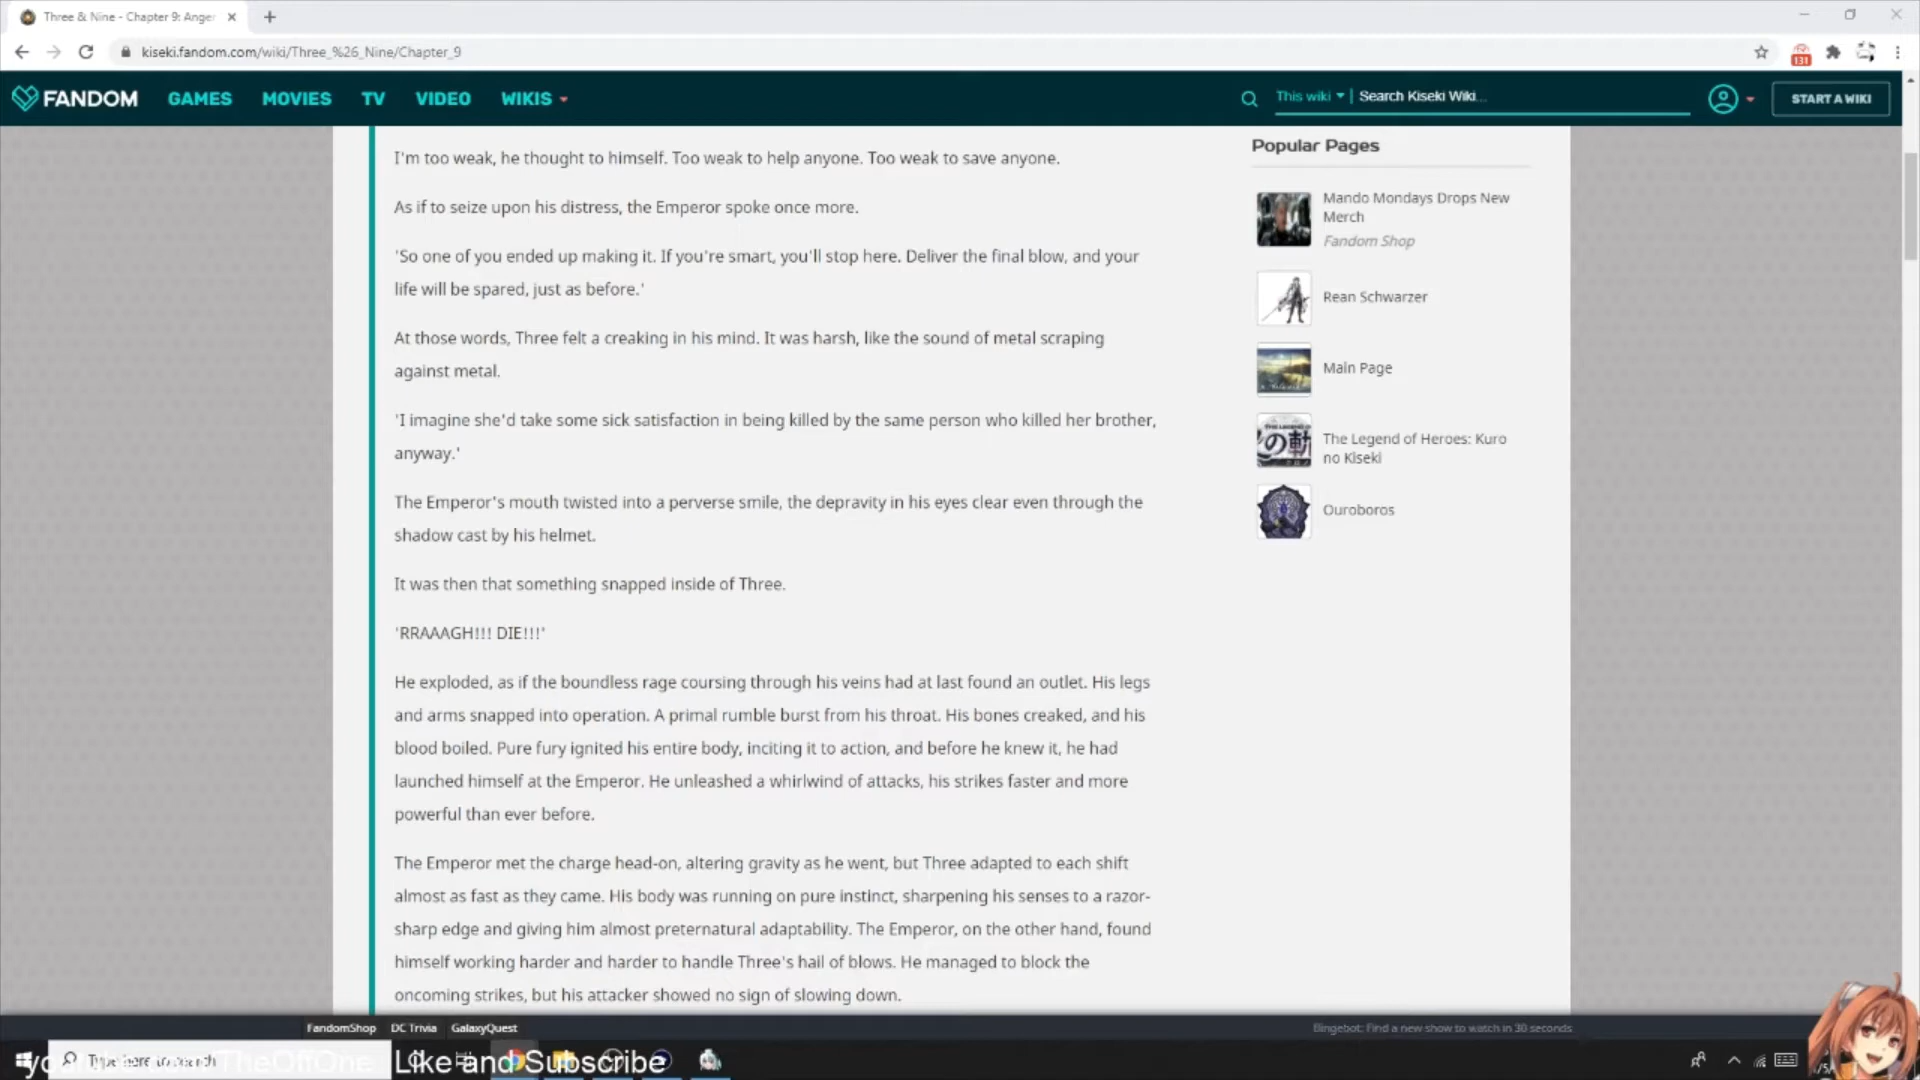 Three & Nine - Chapter 9: Anger
kiseki.fandom.com/wiki/Three_%26_Nine/Chapter_9
131
FANDOM GAMES MOVIES TV VIDEO WIKIS
This wiki Search Kiseki Wiki...
START A WIKI
I'm too weak, he thought to himself. Too weak to help anyone. Too weak to save anyone.
As if to seize upon his distress, the Emperor spoke once more.
'So one of you ended up making it. If you're smart, you'll stop here. Deliver the final blow, and your
life will be spared, just as before.'
At those words, Three felt a creaking in his mind. It was harsh, like the sound of metal scraping
against metal.
'I imagine she'd take some sick satisfaction in being killed by the same person who killed her brother,
anyway.'
The Emperor's mouth twisted into a perverse smile, the depravity in his eyes clear even through the
shadow cast by his helmet.
It was then that something snapped inside of Three.
'RRAAAGH!!! DIE!!!'
He exploded, as if the boundless rage coursing through his veins had at last found an outlet. His legs
and arms snapped into operation. A primal rumble burst from his throat. His bones creaked, and his
blood boiled. Pure fury ignited his entire body, inciting it to action, and before he knew it, he had
launched himself at the Emperor. He unleashed a whirlwind of attacks, his strikes faster and more
powerful than ever before.
The Emperor met the charge head-on, altering gravity as he went, but Three adapted to each shift
almost as fast as they came. His body was running on pure instinct, sharpening his senses to a razor-
sharp edge and giving him almost preternatural adaptability. The Emperor, on the other hand, found
himself working harder and harder to handle Three's hail of blows. He managed to block the
oncoming strikes, but his attacker showed no sign of slowing down.
Popular Pages
Mando Mondays Drops New
Merch
Fandom Shop
Rean Schwarzer
Main Page
The Legend of Heroes: Kuro
no Kiseki
Ouroboros
FandomShop DC Trivia GalaxyQuest
Bingebot: Find a new show to watch in 30 seconds
Type here to search
Like and Subscribe